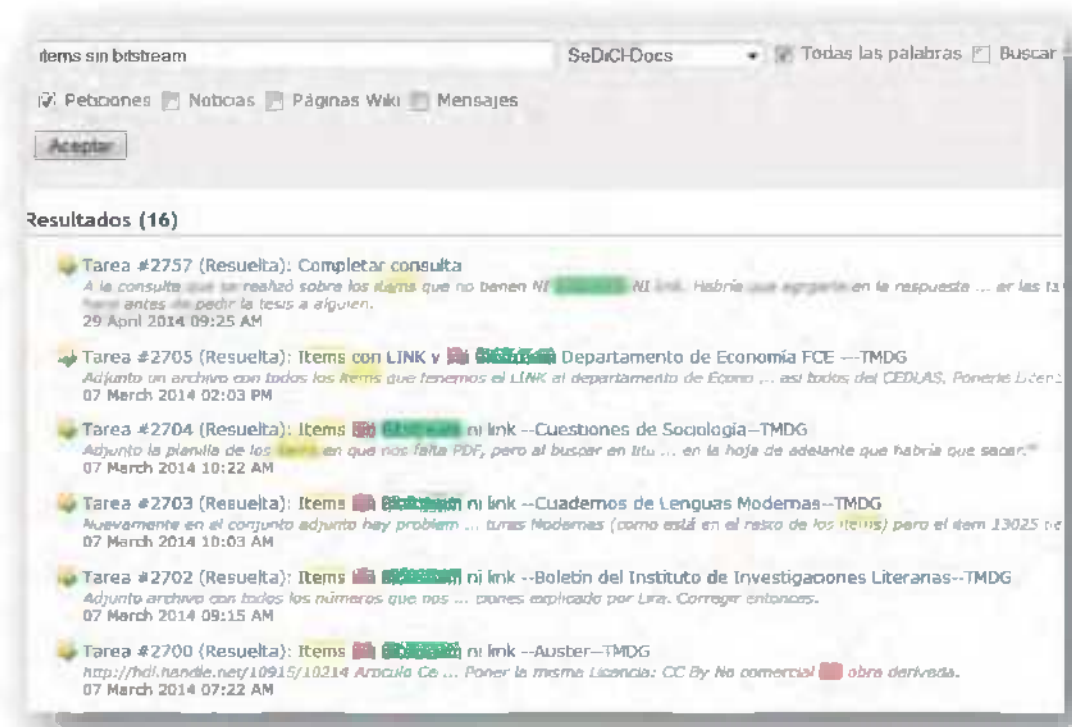 items sin bitstream SeDiCI-Docs Todas las palabras Buscar
Peticiones Noticias Páginas Wiki Mensajes
Aceptar
Resultados (16)
Tarea #2757 (Resuelta): Completar consulta
A la consulta que se realizó sobre los items que no tienen NI NI link. Habría que agregarle en la respuesta ... er las
antes de pedir la tesis a alguien.
29 April 2014 09:25 AM
Tarea #2705 (Resuelta): Items con LINK y Departamento de Economía FCE ---TMDG
Adjunto un archivo con todos los items que tenemos el LINK al departamento de Econo ... asi todos del CEDLAS, Ponerle
07 March 2014 02:03 PM
Tarea #2704 (Resuelta): Items ni link --Cuestiones de Sociología--TMDG
Adjunto la planilla de los items en que nos falta PDF, pero al buscar en ... en la hoja de adelante que habría que sacar."
07 March 2014 10:22 AM
Tarea #2703 (Resuelta): Items ni link --Cuadernos de Lenguas Modernas--TMDG
Nuevamente en el conjunto adjunto hay problem ... Modernas (como está en el resto de los items) pero el item 13025
07 March 2014 10:03 AM
Tarea #2702 (Resuelta): Items ni link --Boletín del Instituto de Investigaciones Literarias--TMDG
Adjunto archivo con todos los números que nos ... ciones explicado por Lira. Corregir entonces.
07 March 2014 09:15 AM
Tarea #2700 (Resuelta): Items ni link --Auster--TMDG
http://hdl.handle.net/10915/10214 Artículo Ce ... Poner la misma Licencia: CC By No comercial obra derivada.
07 March 2014 07:22 AM